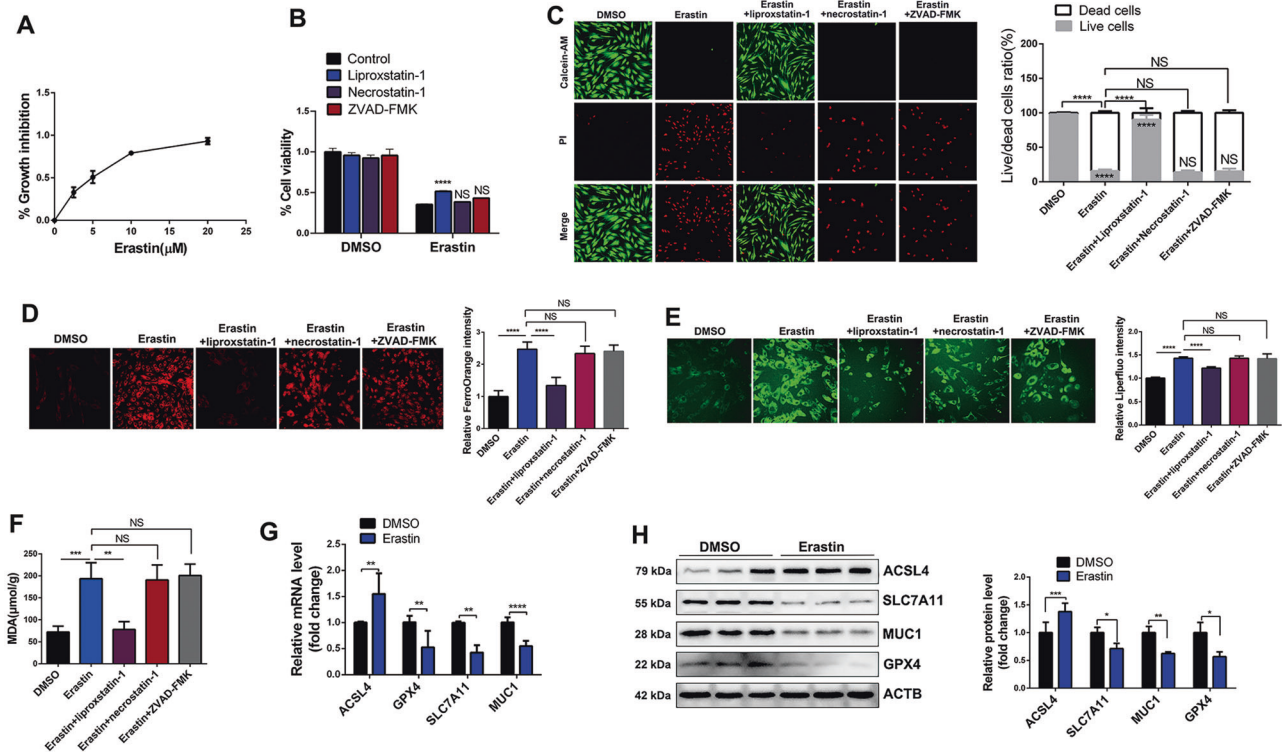 A
% Growth inhibition
1.5
1.0
0.5
0.0
0
5
10
15
20
Erastin(μM)
B
Control
Liproxstatin-1
Necrostatin-1
ZVAD-FMK
% Cell viability
1.5
1.0
0.5
0.0
****
NS
NS
DMSO
Erastin
C
DMSO
Erastin
Erastin
+liproxstatin-1
Erastin
+necrostatin-1
Erastin
+ZVAD-FMK
Calcein-AM
PI
Merge
Dead cells
Live cells
Live/dead cells ratio(%)
200
150
100
50
0
NS
NS
****
****
****
****
NS
NS
DMSO
Erastin
Erastin+Liproxstatin-1
Erastin+Necrostatin-1
Erastin+ZVAD-FMK
D
DMSO
Erastin
Erastin
+liproxstatin-1
Erastin
+necrostatin-1
Erastin
+ZVAD-FMK
Relative FerroOrange intensity
3
2
1
0
NS
NS
****
****
DMSO
Erastin
Erastin+liproxstatin-1
Erastin+necrostatin-1
Erastin+ZVAD-FMK
E
DMSO
Erastin
Erastin
+liproxstatin-1
Erastin
+necrostatin-1
Erastin
+ZVAD-FMK
Relative Liperfluo intensity
2.0
1.5
1.0
0.5
0.0
NS
NS
****
****
DMSO
Erastin
Erastin+liproxstatin-1
Erastin+necrostatin-1
Erastin+ZVAD-FMK
F
MDA(μmol/g)
250
200
150
100
50
0
NS
NS
***
**
DMSO
Erastin
Erastin+liproxstatin-1
Erastin+necrostatin-1
Erastin+ZVAD-FMK
G
DMSO
Erastin
Relative mRNA level
(fold change)
2.5
2.0
1.5
1.0
0.5
0.0
**
**
**
****
ACSL4
GPX4
SLC7A11
MUC1
H
DMSO
Erastin
79 kDa
ACSL4
55 kDa
SLC7A11
28 kDa
MUC1
22 kDa
GPX4
42 kDa
ACTB
DMSO
Erastin
Relative protein level
(fold change)
2.0
1.5
1.0
0.5
0.0
***
*
**
*
ACSL4
SLC7A11
MUC1
GPX4